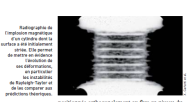 Radiographie de
l'implosion magnétique
d'un cylindre dont la
surface a été initialement
striée. Elle permet
de mettre en évidence
l'évolution de
ses déformations,
en particulier
les instabilités
de Rayleigh-Taylor et
de les comparer aux
prédictions théoriques.